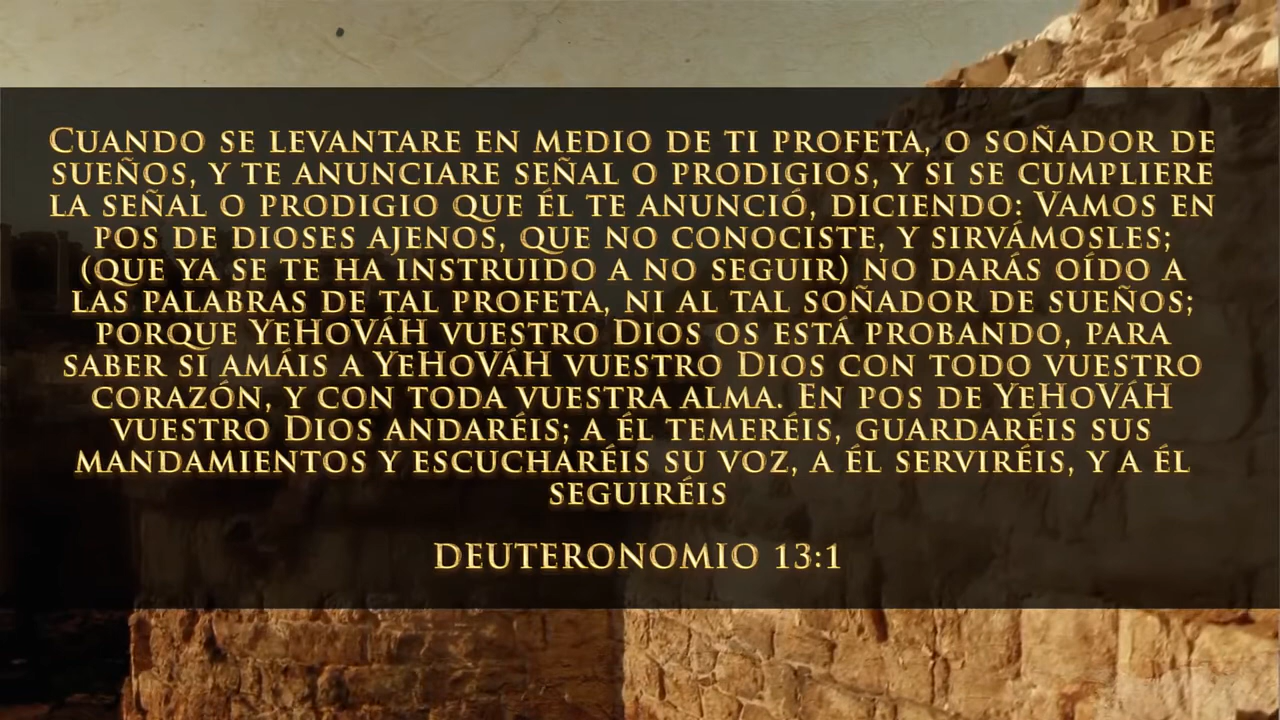 Cuando se levantare en medio de ti profeta, o soñador de
sueños, y te anunciare señal o prodigios, y si se cumpliere
la señal o prodigio que él te anunció, diciendo: Vamos en
pos de dioses ajenos, que no conociste, y sirvámosles;
(que ya se te ha instruido a no seguir) no darás oído a
las palabras de tal profeta, ni al tal soñador de sueños;
porque YeHoVáH vuestro Dios os está probando, para
saber si amáis a YeHoVáH vuestro Dios con todo vuestro
corazón, y con toda vuestra alma. En pos de YeHoVáH
vuestro Dios andaréis; a él temeréis, guardaréis sus
mandamientos y escucharéis su voz, a él serviréis, y a él
seguiréis
DEUTERONOMIO 13:1